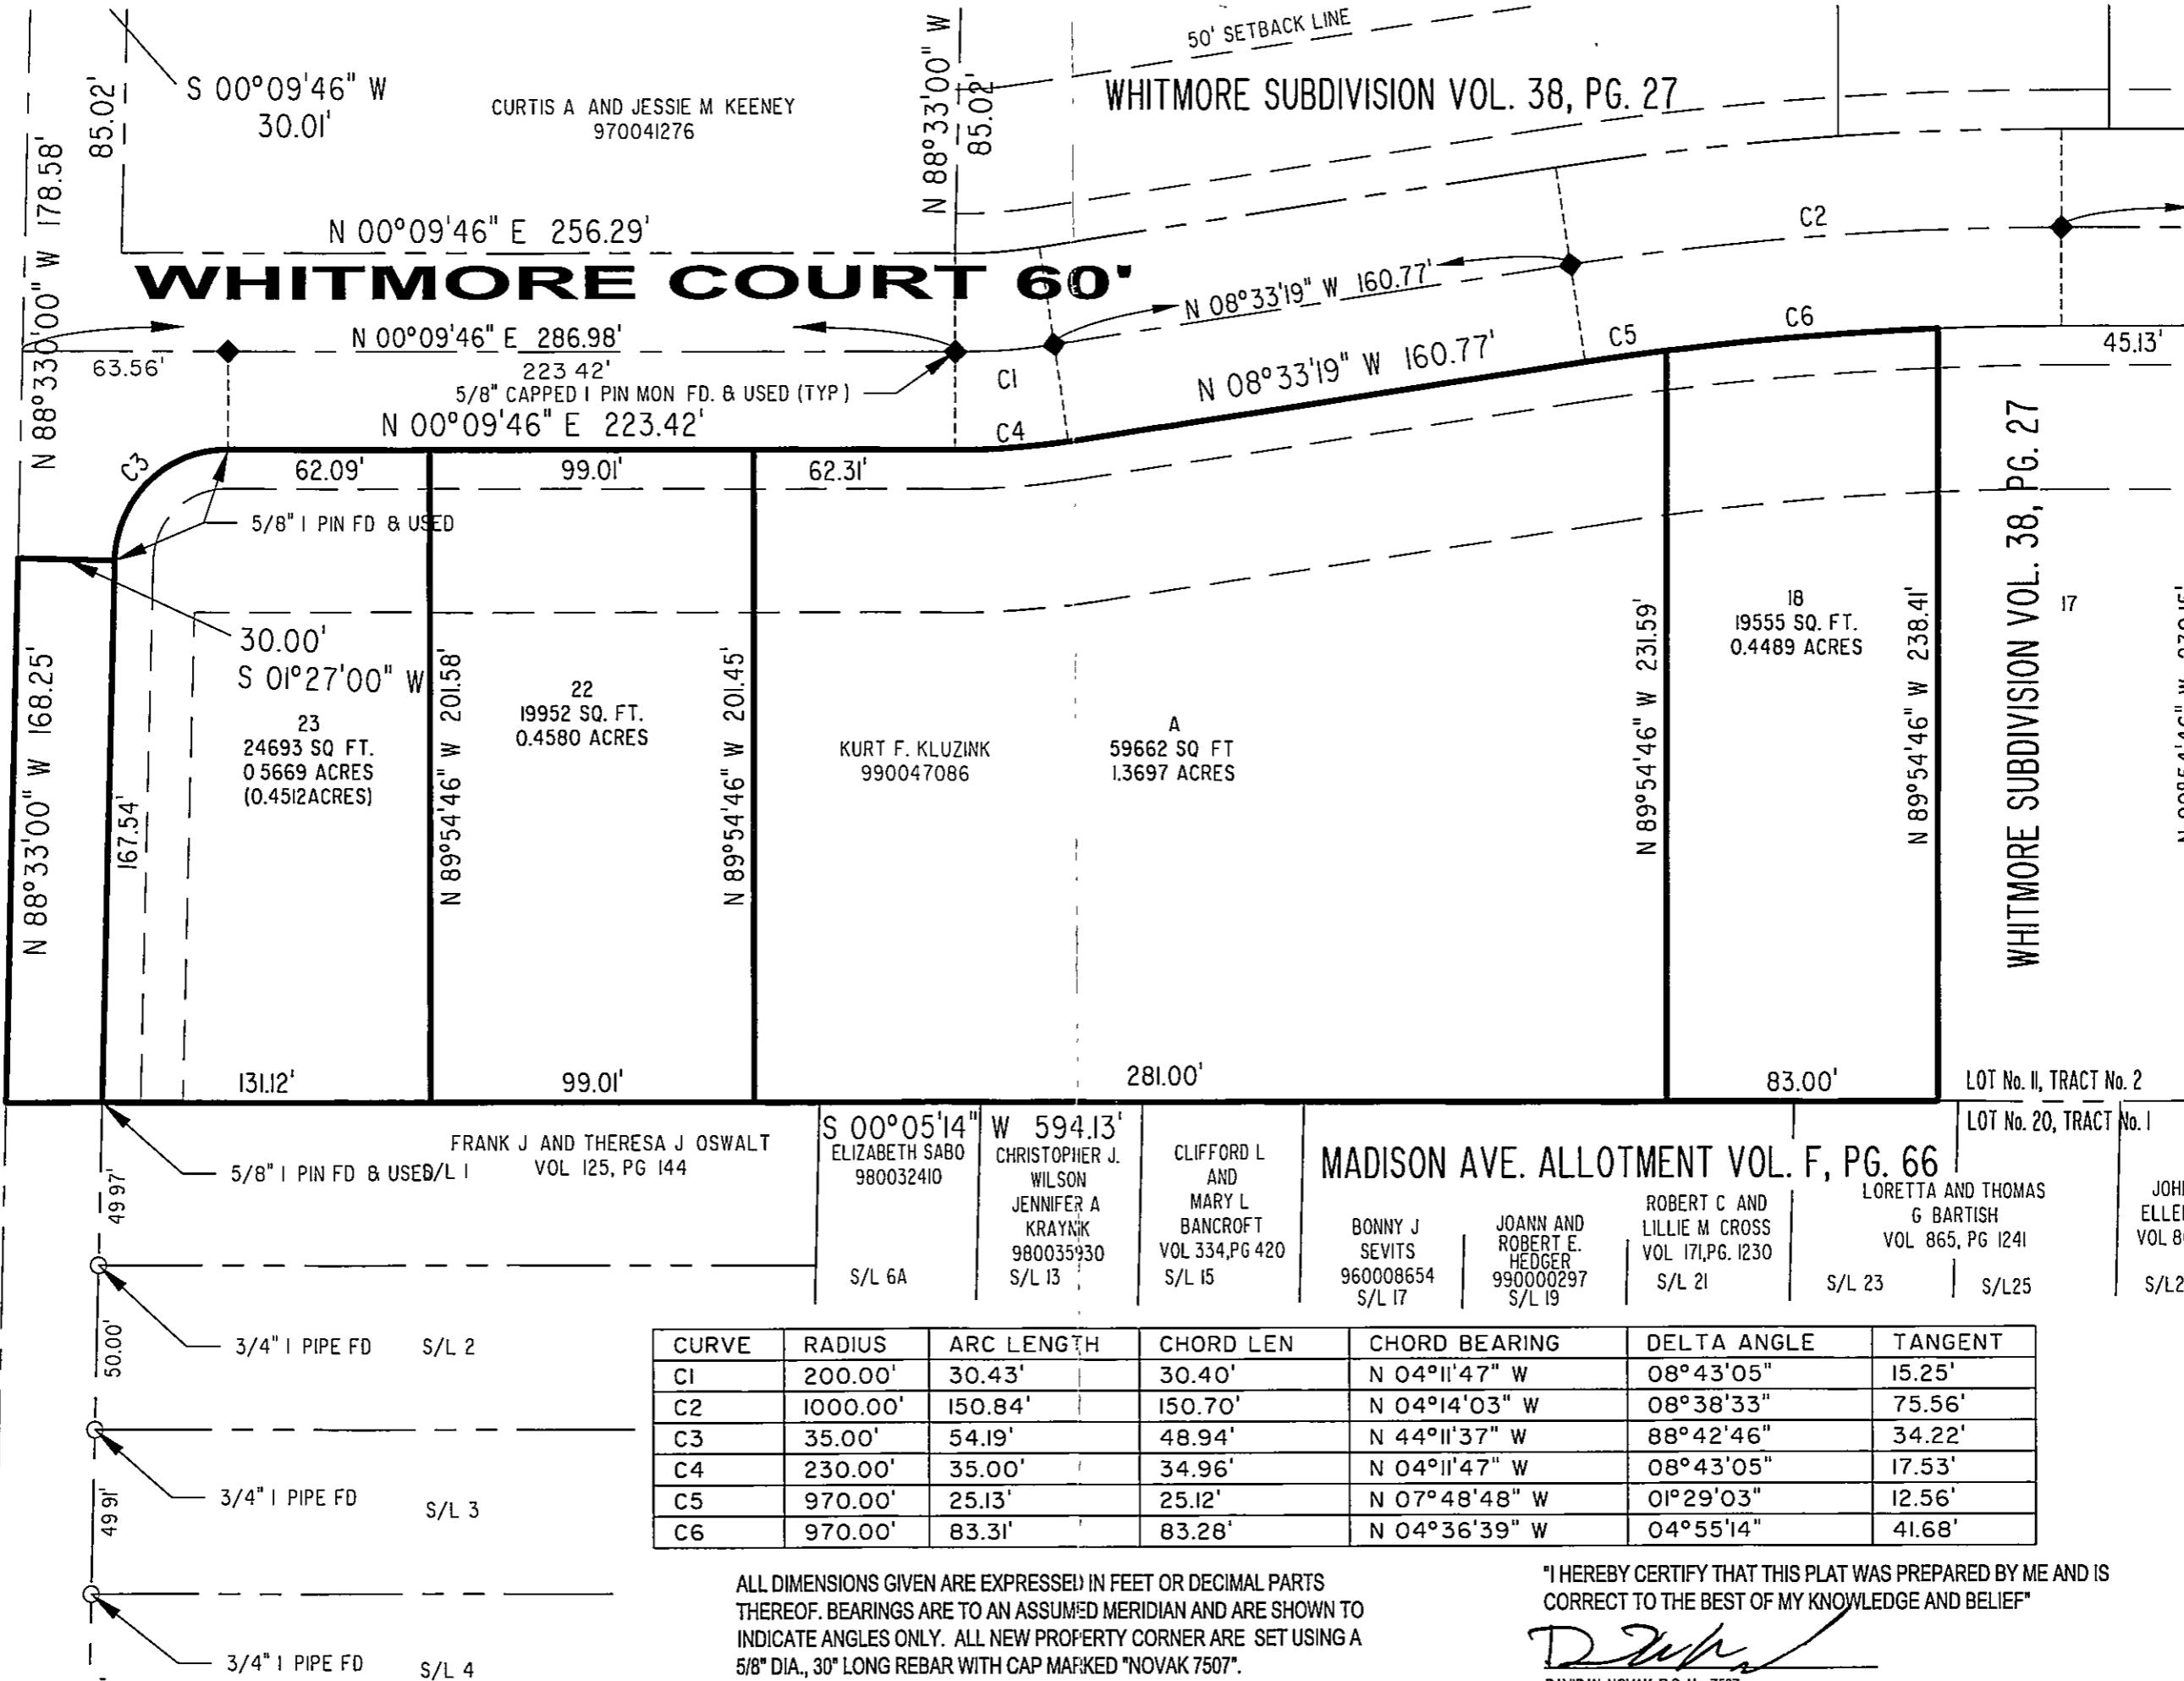 50' SETBACK LINE
WHITMORE SUBDIVISION VOL. 38, PG. 27
S 00°09'46" W
30.01'
85.02'
CURTIS A AND JESSIE M KEENEY
970041276
N 88°33'00" W
85.02'
N 88°33'0'00" W 178.58'
N 00°09'46" E 256.29'
WHITMORE COURT 60'
C2
N 08°33'19" W 160.77'
N 00°09'46" E 286.98'
63.56'
223 42'
5/8" CAPPED I PIN MON FD. & USED (TYP)
C1
N 08°33'19" W 160.77'
C5
C6
45.13'
N 00°09'46" E 223.42'
C4
C3
62.09'
99.01'
62.31'
5/8" I PIN FD & USED
30.00'
S 01°27'00" W
N 88°33'00" W 168.25'
167.54'
23
24693 SQ FT.
0 5669 ACRES
(0.4512ACRES)
N 89°54'46" W 201.58'
22
19952 SQ. FT.
0.4580 ACRES
N 89°54'46" W 201.45'
KURT F. KLUZINK
990047086
A
59662 SQ FT
1.3697 ACRES
N 89°54'46" W 231.59'
18
19555 SQ. FT.
0.4489 ACRES
N 89°54'46" W 238.41'
WHITMORE SUBDIVISION VOL. 38, PG. 27
17
131.12'
99.01'
281.00'
83.00'
LOT No. 11, TRACT No. 2
LOT No. 20, TRACT No. 1
S 00°05'14" W 594.13'
5/8" I PIN FD & USED
S/L 1
FRANK J AND THERESA J OSWALT
VOL 125, PG 144
ELIZABETH SABO
980032410
S/L 6A
CHRISTOPHER J.
WILSON
JENNIFER A
KRAYNIK
980035930
S/L 13
CLIFFORD L
AND
MARY L
BANCROFT
VOL 334,PG 420
S/L 15
MADISON AVE. ALLOTMENT VOL. F, PG. 66
BONNY J
SEVITS
960008654
S/L 17
JOANN AND
ROBERT E.
HEDGER
990000297
S/L 19
ROBERT C AND
LILLIE M CROSS
VOL 171,PG. 1230
S/L 21
LORETTA AND THOMAS
G BARTISH
VOL 865, PG 1241
S/L 23
S/L25
49 97'
3/4" I PIPE FD S/L 2
50.00'
3/4" I PIPE FD S/L 3
49 91'
3/4" I PIPE FD S/L 4
CURVE RADIUS ARC LENGTH CHORD LEN CHORD BEARING DELTA ANGLE TANGENT
C1 200.00' 30.43' 30.40' N 04°11'47" W 08°43'05" 15.25'
C2 1000.00' 150.84' 150.70' N 04°14'03" W 08°38'33" 75.56'
C3 35.00' 54.19' 48.94' N 44°11'37" W 88°42'46" 34.22'
C4 230.00' 35.00' 34.96' N 04°11'47" W 08°43'05" 17.53'
C5 970.00' 25.13' 25.12' N 07°48'48" W 01°29'03" 12.56'
C6 970.00' 83.31' 83.28' N 04°36'39" W 04°55'14" 41.68'
ALL DIMENSIONS GIVEN ARE EXPRESSED IN FEET OR DECIMAL PARTS
THEREOF. BEARINGS ARE TO AN ASSUMED MERIDIAN AND ARE SHOWN TO
INDICATE ANGLES ONLY. ALL NEW PROPERTY CORNER ARE SET USING A
5/8" DIA., 30" LONG REBAR WITH CAP MARKED "NOVAK 7507".
"I HEREBY CERTIFY THAT THIS PLAT WAS PREPARED BY ME AND IS
CORRECT TO THE BEST OF MY KNOWLEDGE AND BELIEF"